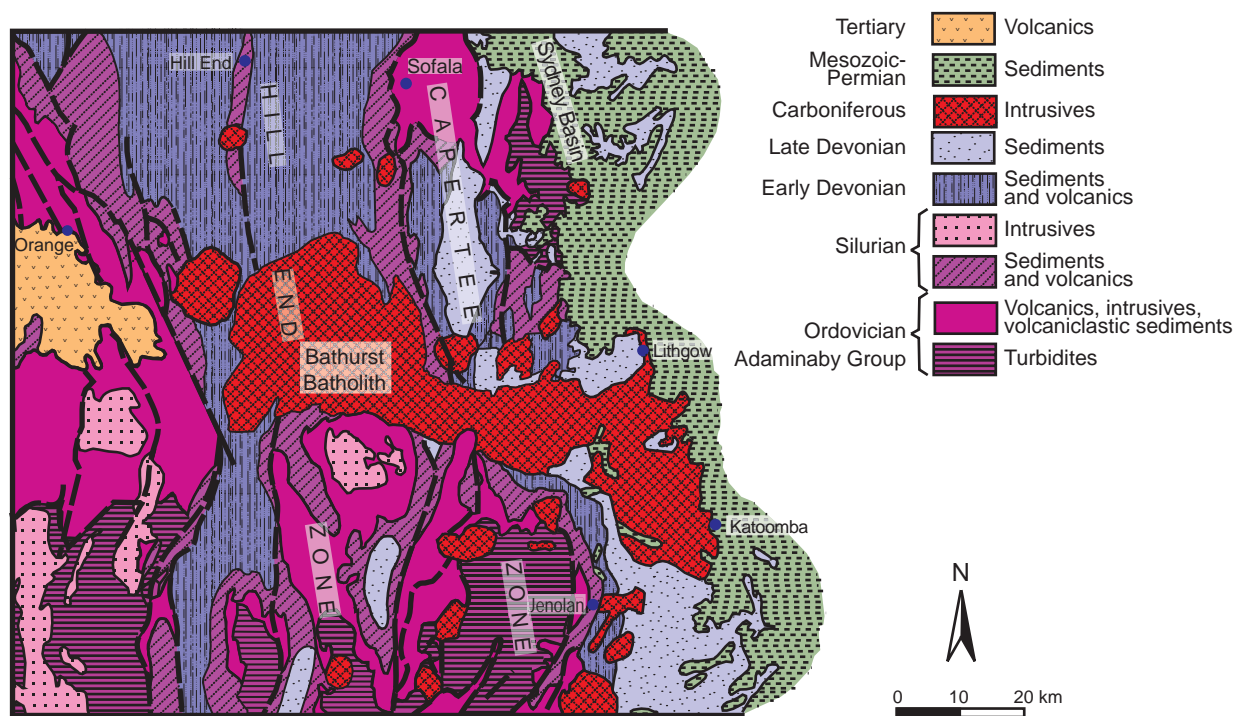 Hill End
Sofala
Sydney Basin
HILL
CAPERTEE
Orange
END
Bathurst
Batholith
Lithgow
ZONE
ZONE
Katoomba
Jenolan
Tertiary
Volcanics
Mesozoic-
Permian
Sediments
Carboniferous
Intrusives
Late Devonian
Sediments
Early Devonian
Sediments
and volcanics
Silurian
Intrusives
Sediments
and volcanics
Ordovician
Volcanics, intrusives,
volcaniclastic sediments
Adaminaby Group
Turbidites
N
0 10 20 km